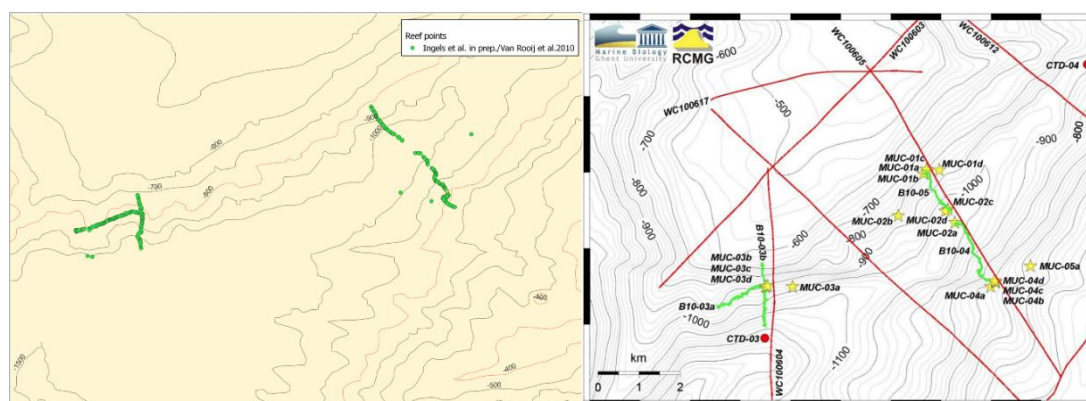 Reef points
Ingels et al. in prep./Van Rooij et al.2010
-900
-1000
-700
-800
-800
-400
-400
-500
-1500
Marine Biology
Ghent University
RCMG
-600
WC100605
WC100603
WC100612
CTD-04
WC100617
-500
-700
-800
-900
-900
MUC-01c
MUC-01a
MUC-01b
MUC-01d
B10-05
-1000
-700
MUC-02c
MUC-02b
MUC-02d
MUC-02a
-600
-800
-900
B10-04
B10-03b
MUC-03b
MUC-03c
MUC-03d
MUC-03a
MUC-05a
MUC-04d
MUC-04a
MUC-04c
MUC-04b
B10-03a
-1000
CTD-03
-1100
WC100604
km
0 1 2